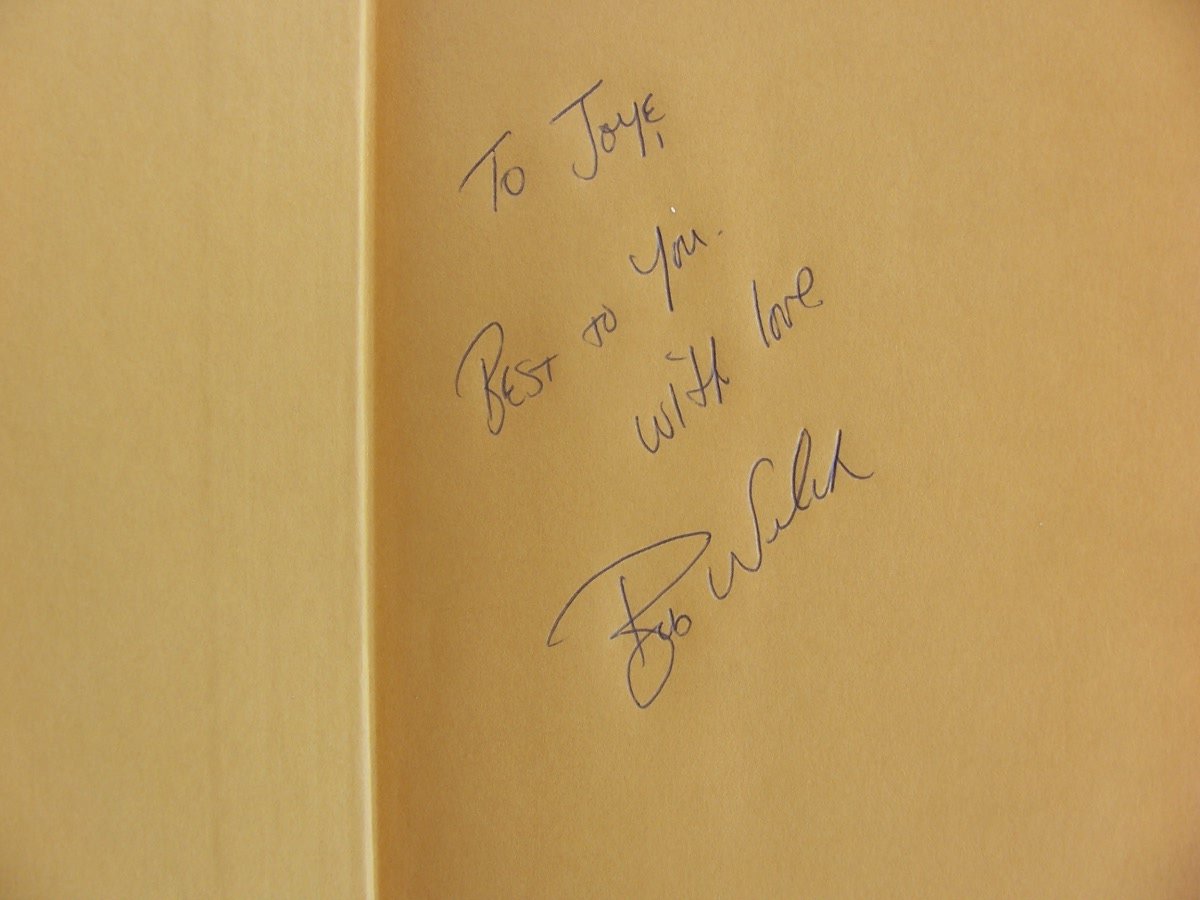 To Joye,
Best to you.
with love
Bob Welch